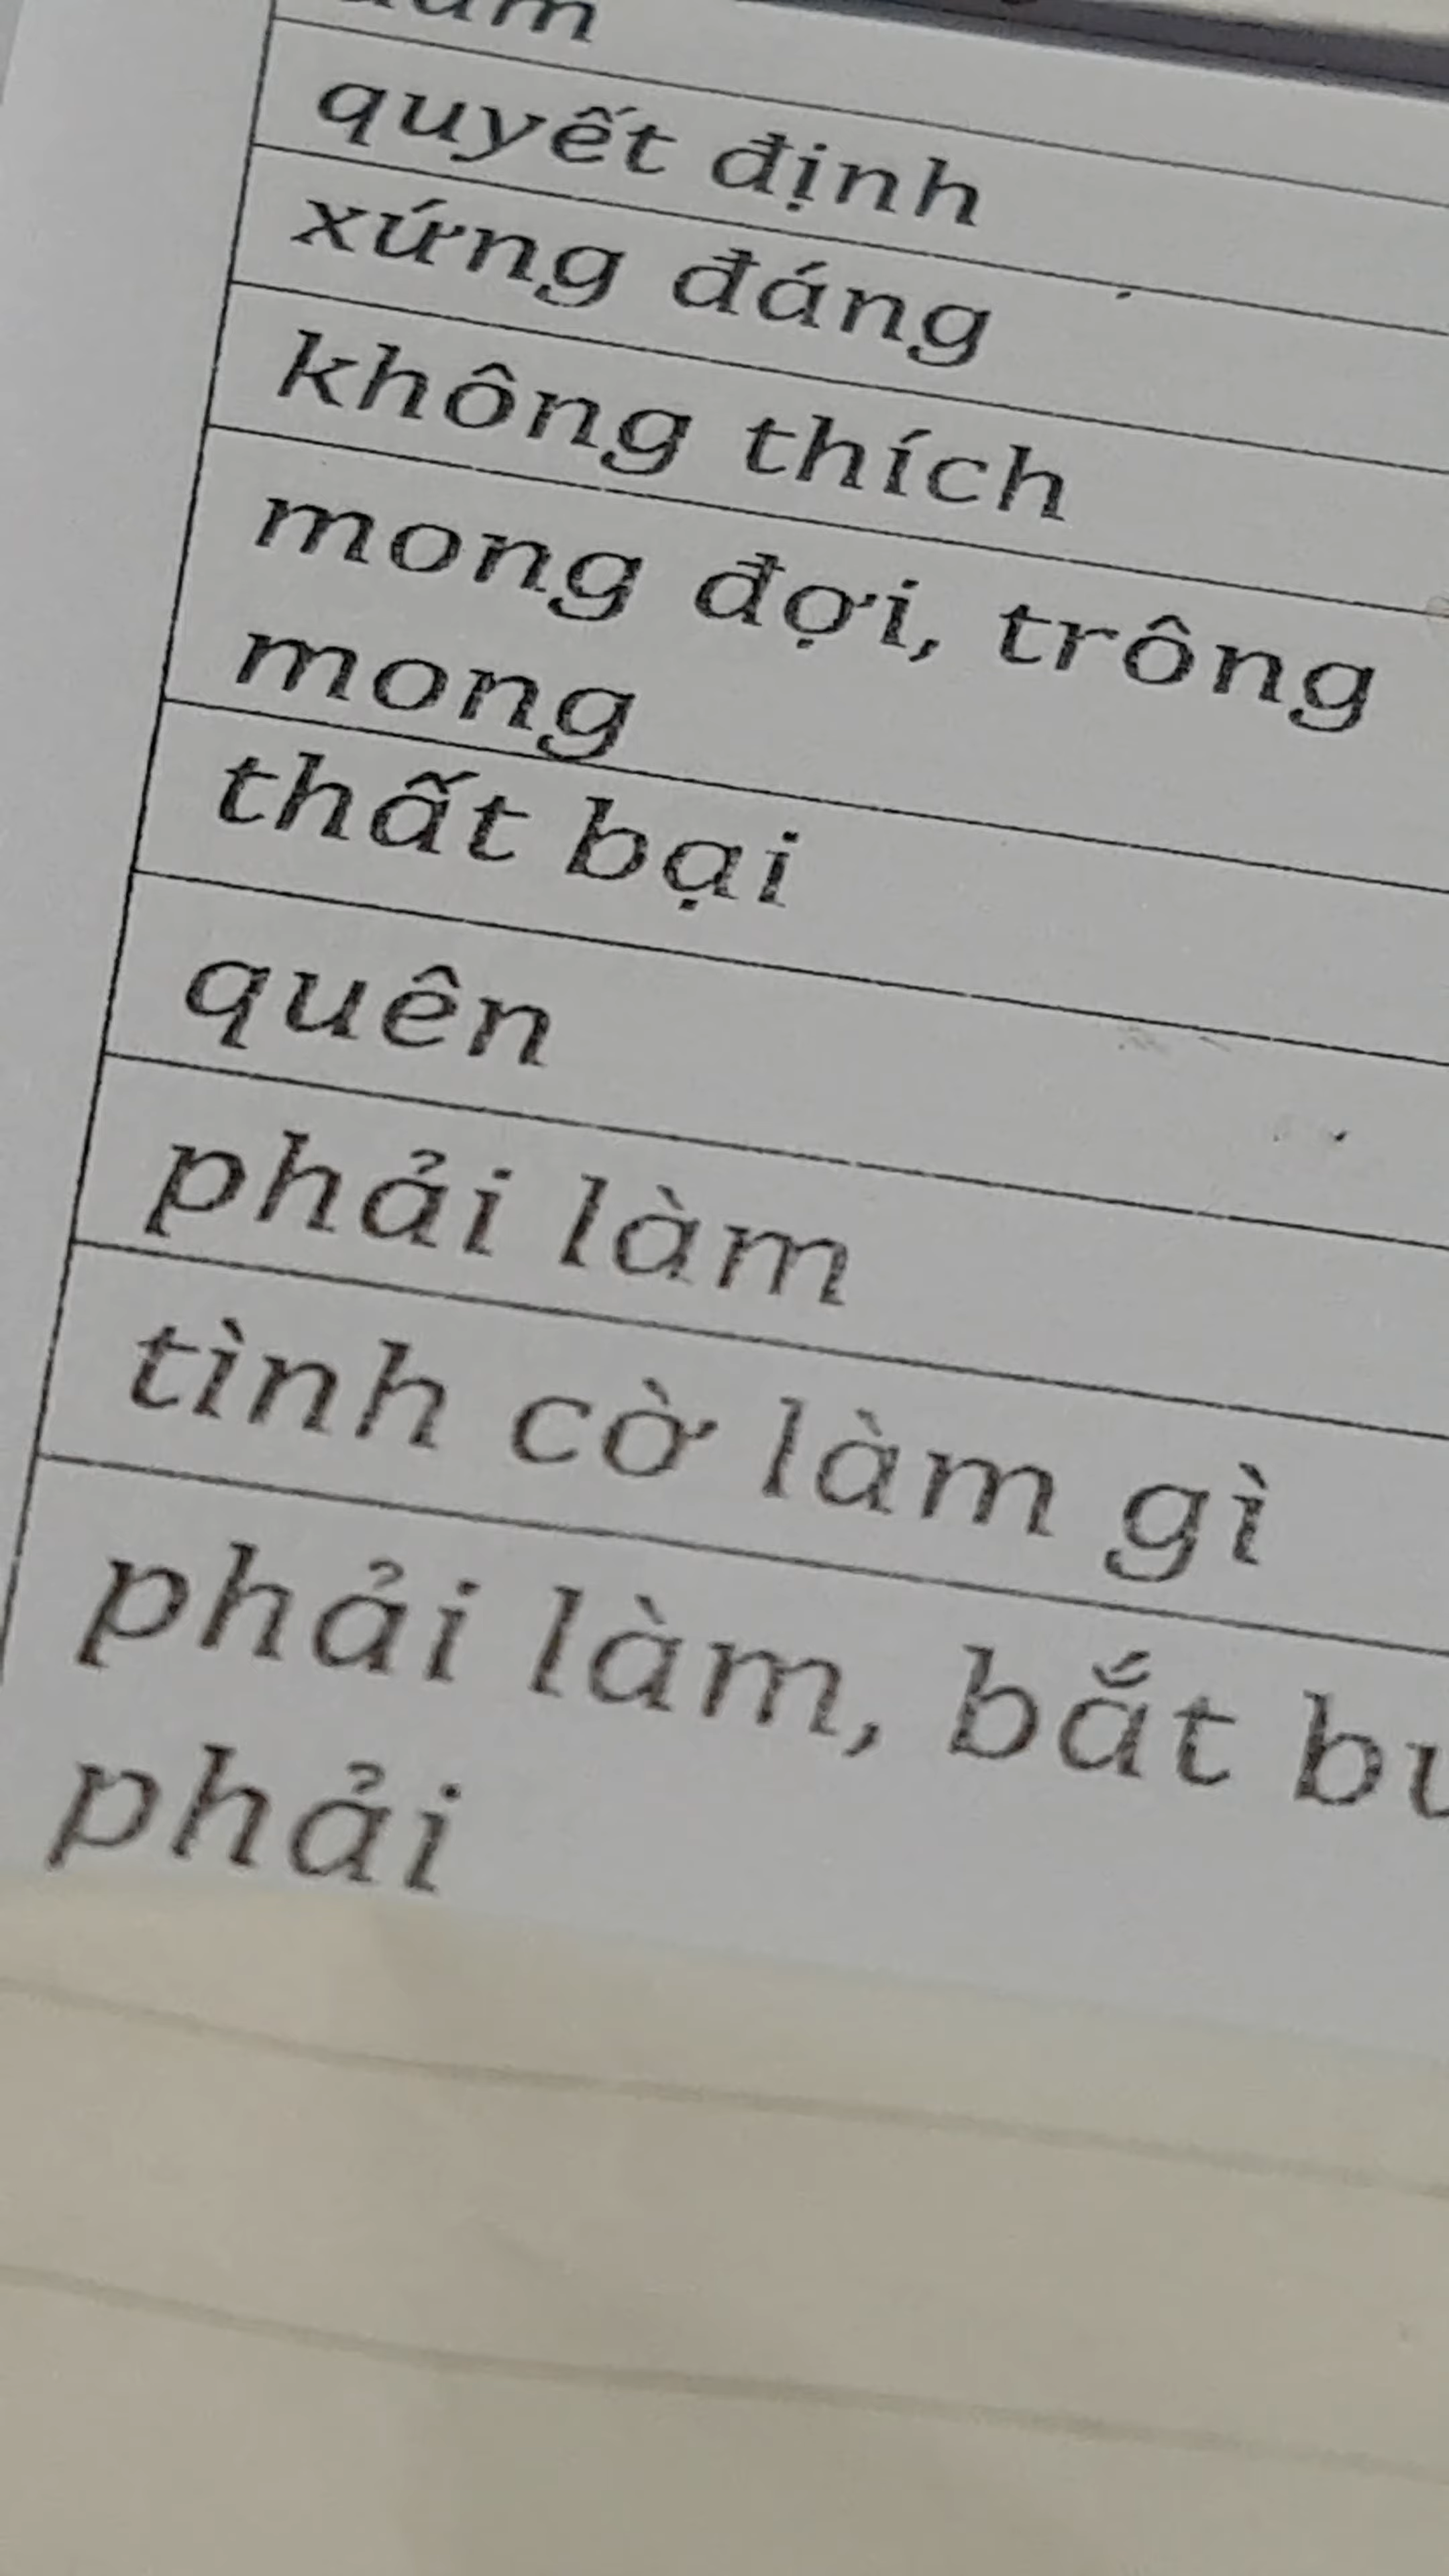 quyết định
xứng đáng
không thích
mong đợi, trông
mong
thất bại
quên
phải làm
tình cờ làm gì
phải làm, bắt
phải